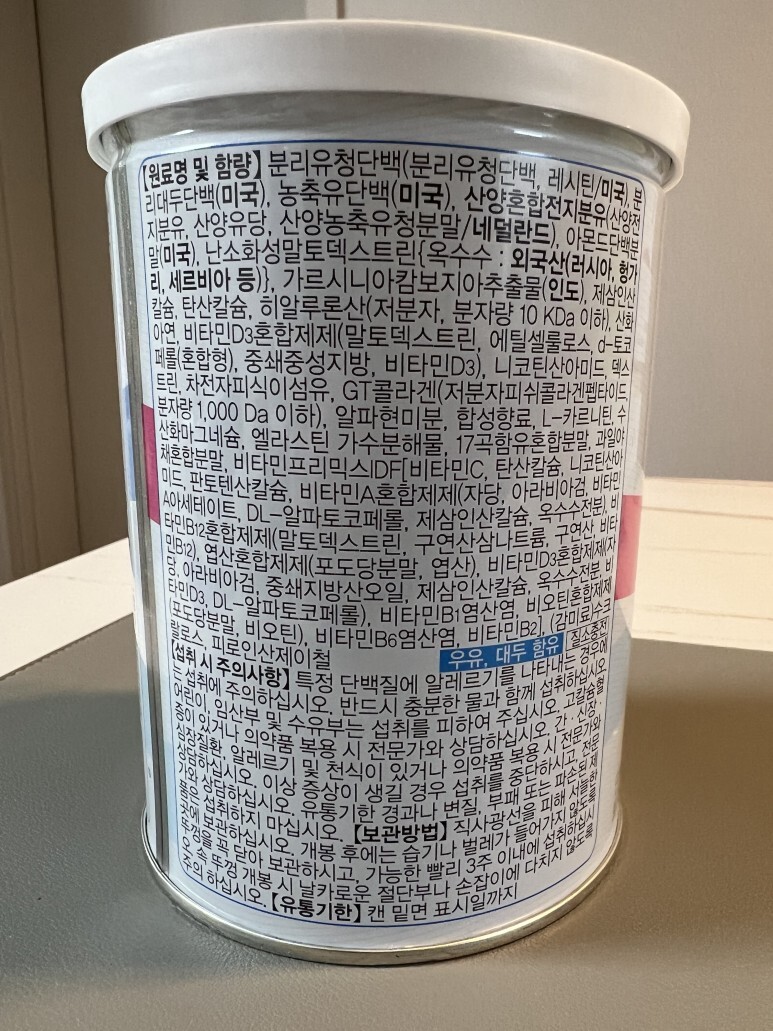 【원료명 및 함량】 분리유청단백(분리유청단백, 레시틴/미국), 분
리대두단백(미국), 농축유단백(미국), 산양혼합전지분유(산양전
지분유, 산양유당, 산양농축유청분말/네덜란드), 아몬드단백분
말(미국), 난소화성말토덱스트린{옥수수 : 외국산(러시아, 헝가
리, 세르비아 등)}, 가르시니아캄보지아추출물(인도), 제삼인산
칼슘, 탄산칼슘, 히알루론산(저분자, 분자량 10 KDa 이하), 산화
아연, 비타민D3혼합제제(말토덱스트린, 에틸셀룰로스, d-토코
페롤(혼합형), 중쇄중성지방, 비타민D3), 니코틴산아미드, 덱스
트린, 차전자피식이섬유, GT콜라겐(저분자피쉬콜라겐펩타이드,
분자량 1,000 Da 이하), 알파현미분, 합성향료, L-카르니틴, 수
산화마그네슘, 엘라스틴 가수분해물, 17곡함유혼합분말, 과일야
채혼합분말, 비타민프리믹스IDF[비타민C, 탄산칼슘, 니코틴산아
미드, 판토텐산칼슘, 비타민A혼합제제(자당, 아라비아검, 비타민
A아세테이트, DL-알파토코페롤, 제삼인산칼슘, 옥수수전분), 비
타민B12혼합제제(말토덱스트린, 구연산삼나트륨, 구연산, 비타
민B12), 엽산혼합제제(포도당분말, 엽산), 비타민D3혼합제제(자
당, 아라비아검, 중쇄지방산오일, 제삼인산칼슘, 옥수수전분, 비
타민D3, DL-알파토코페롤), 비타민B1염산염, 비오틴혼합제제
(포도당분말, 비오틴), 비타민B6염산염, 비타민B2], (감미료수크
랄로스, 피로인산제이철 우유, 대두 함유 질소충전
【섭취 시 주의사항】 특정 단백질에 알레르기를 나타내는 경우에
는 섭취에 주의하십시오. 반드시 충분한 물과 함께 섭취하십시오.
어린이, 임산부 및 수유부는 섭취를 피하여 주십시오. 고칼슘혈
증이 있거나 의약품 복용 시 전문가와 상담하십시오. 간·신장·
심장질환, 알레르기 및 천식이 있거나 의약품 복용 시 전문가와
상담하십시오. 이상 증상이 생길 경우 섭취를 중단하시고, 전문
가와 상담하십시오. 유통기한 경과나 변질, 부패 또는 파손된 제
품은 섭취하지 마십시오. 【보관방법】 직사광선을 피해 서늘한
곳에 보관하십시오. 개봉 후에는 습기나 벌레가 들어가지 않도록
뚜껑을 꼭 닫아 보관하시고, 가능한 빨리 3주 이내에 섭취하십시
오. 속 뚜껑 개봉 시 날카로운 절단부나 손잡이에 다치지 않도록
주의 하십시오. 【유통기한】 캔 밑면 표시일까지